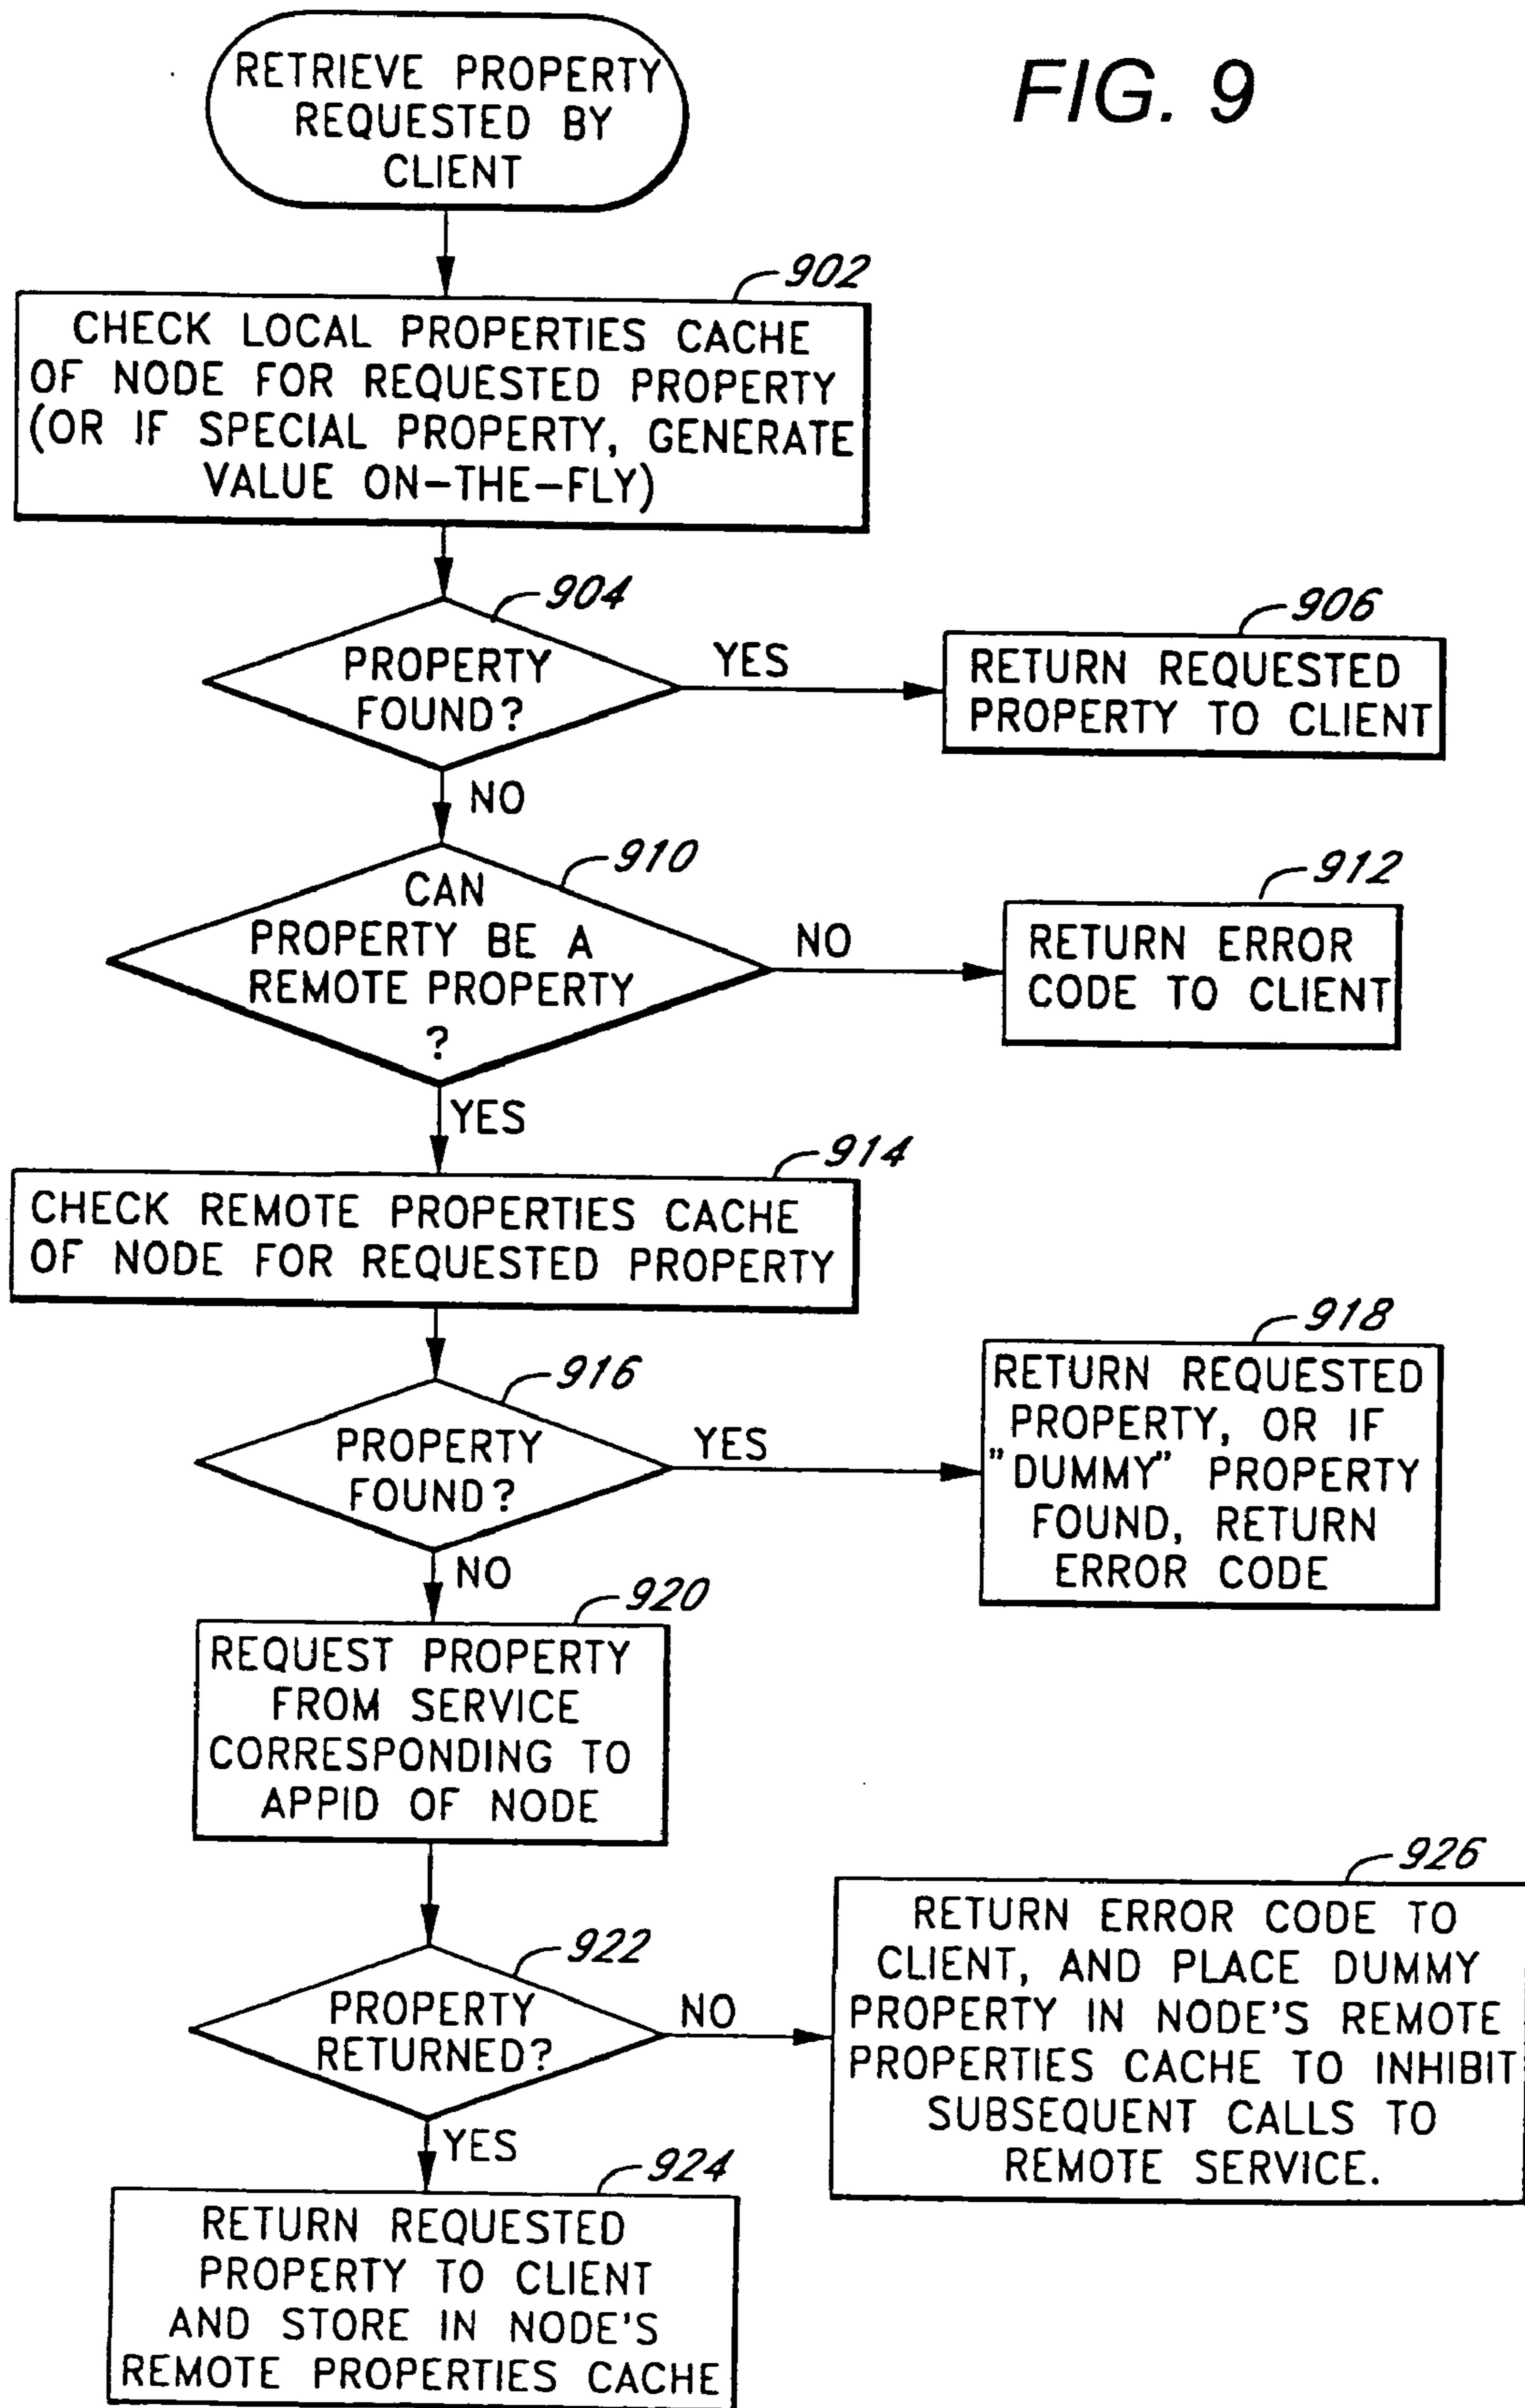 FIG. 9
RETRIEVE PROPERTY
REQUESTED BY
CLIENT
902
CHECK LOCAL PROPERTIES CACHE
OF NODE FOR REQUESTED PROPERTY
(OR IF SPECIAL PROPERTY, GENERATE
VALUE ON-THE-FLY)
904
PROPERTY
FOUND?
YES
906
RETURN REQUESTED
PROPERTY TO CLIENT
NO
910
CAN
PROPERTY BE A
REMOTE PROPERTY
?
NO
912
RETURN ERROR
CODE TO CLIENT
YES
914
CHECK REMOTE PROPERTIES CACHE
OF NODE FOR REQUESTED PROPERTY
916
PROPERTY
FOUND?
YES
918
RETURN REQUESTED
PROPERTY, OR IF
"DUMMY" PROPERTY
FOUND, RETURN
ERROR CODE
NO
920
REQUEST PROPERTY
FROM SERVICE
CORRESPONDING TO
APPID OF NODE
922
PROPERTY
RETURNED?
NO
926
RETURN ERROR CODE TO
CLIENT, AND PLACE DUMMY
PROPERTY IN NODE'S REMOTE
PROPERTIES CACHE TO INHIBIT
SUBSEQUENT CALLS TO
REMOTE SERVICE.
YES
924
RETURN REQUESTED
PROPERTY TO CLIENT
AND STORE IN NODE'S
REMOTE PROPERTIES CACHE